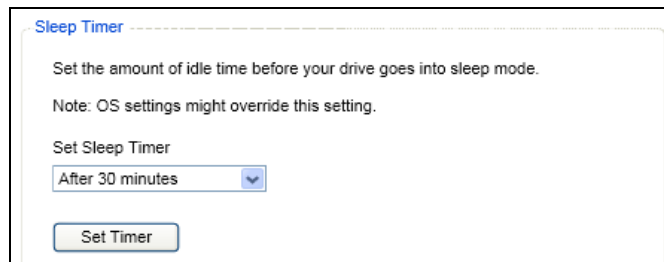 Sleep Timer
Set the amount of idle time before your drive goes into sleep mode.
Note: OS settings might override this setting.
Set Sleep Timer
After 30 minutes
Set Timer